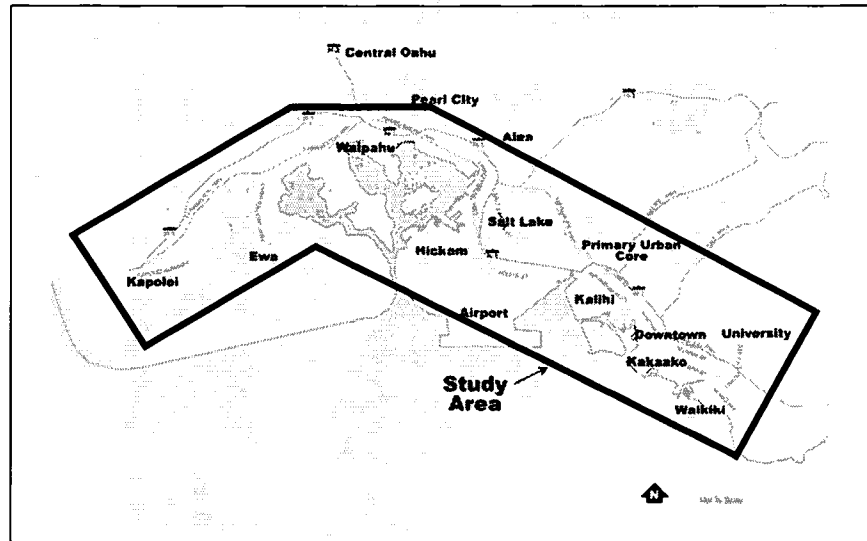 Central Oahu
Pearl City
Aiea
Waipahu
Salt Lake
Primary Urban
Core
Hickam
Ewa
Kapolei
Kalihi
Airport
Downtown
University
Kakaako
Study
Area
Waikiki
N